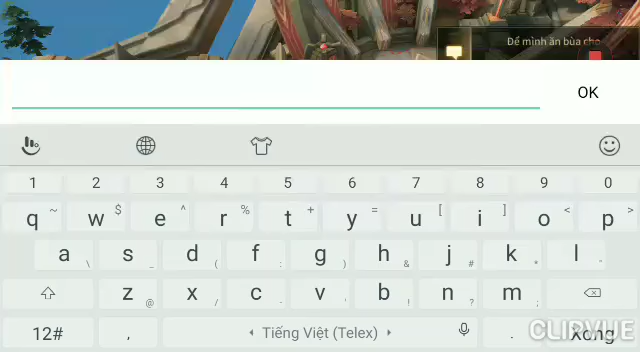 Để mình ăn bùa cho
OK
1 2 3 4 5 6 7 8 9 0
q ~ w $ e ^ r % t + y = u [ i ] o < p >
a \ s _ d ( f : g ) h & j # k * l "
z @ x / c - v ' b ! n ? m ;
12# , Tiếng Việt (Telex) . Xong
CLIPVUE